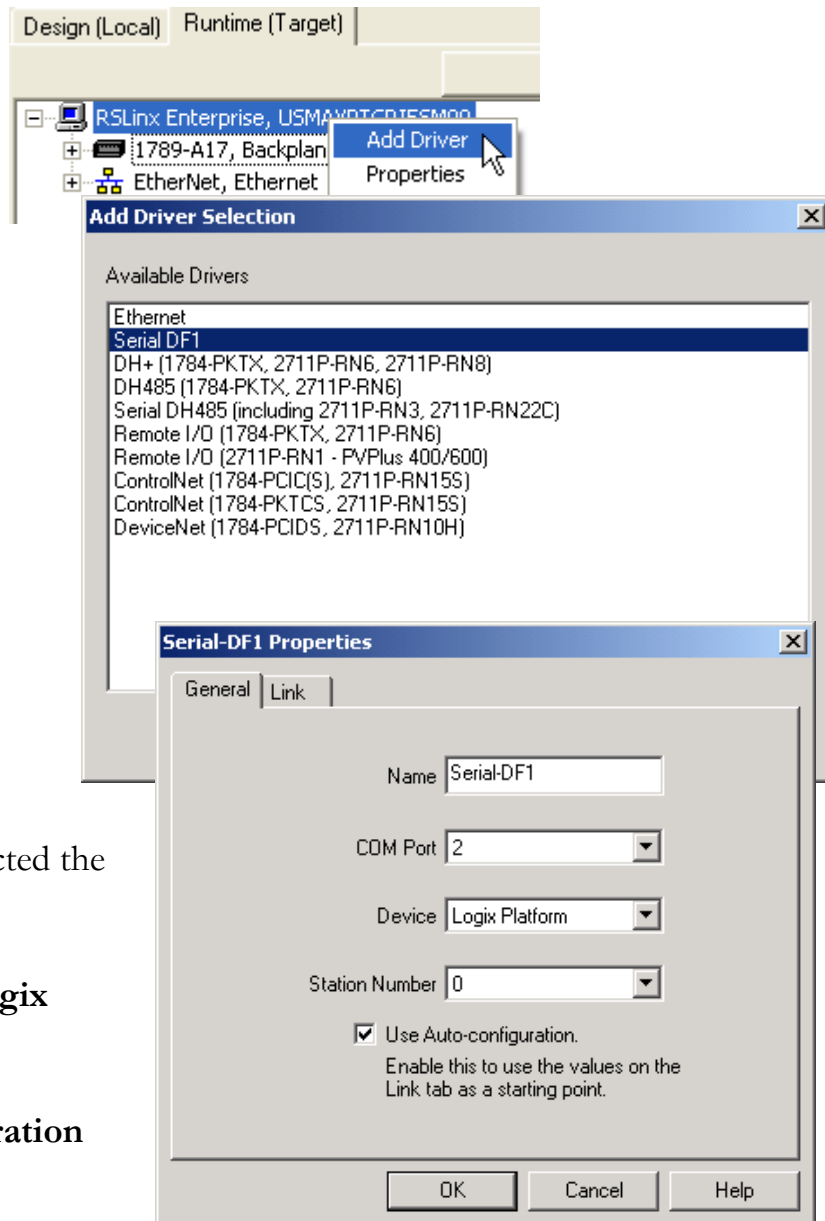 Design (Local) Runtime (Target)
RSLinx Enterprise,
Add Driver
1789-A17, Backplan
Properties
EtherNet, Ethernet
Add Driver Selection
Available Drivers
Ethernet
Serial DF1
DH+ (1784-PKTX, 2711P-RN6, 2711P-RN8)
DH485 (1784-PKTX, 2711P-RN6)
Serial DH485 (including 2711P-RN3, 2711P-RN22C)
Remote I/O (1784-PKTX, 2711P-RN6)
Remote I/O (2711P-RN1 - PVPlus 400/600)
ControlNet (1784-PCIC(S), 2711P-RN15S)
ControlNet (1784-PKTCS, 2711P-RN15S)
DeviceNet (1784-PCIDS, 2711P-RN10H)
Serial-DF1 Properties
General Link
Name Serial-DF1
cted the
COM Port 2
Device Logix Platform
gix
Station Number 0
Use Auto-configuration.
Enable this to use the values on the
Link tab as a starting point.
ration
OK Cancel Help